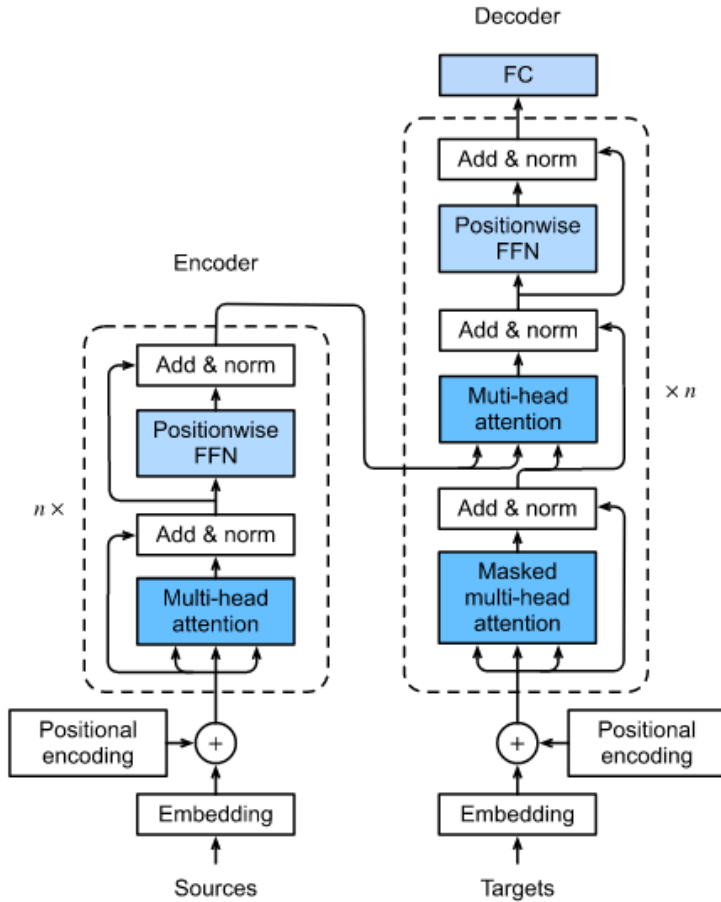 Decoder
FC
Add & norm
Positionwise
FFN
Add & norm
Muti-head
attention
× n
Add & norm
Masked
multi-head
attention
Positional
encoding
+
Embedding
Targets
Encoder
Add & norm
Positionwise
FFN
n ×
Add & norm
Multi-head
attention
Positional
encoding
+
Embedding
Sources